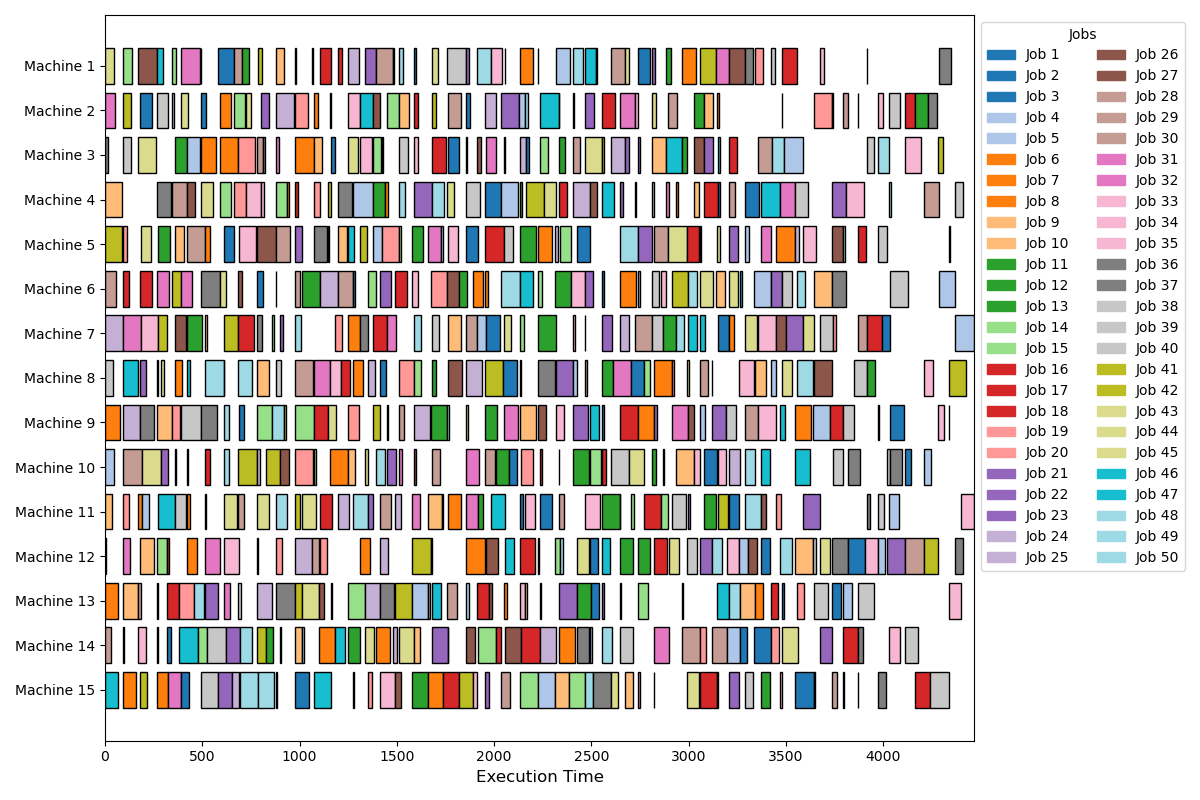 Machine 1
Machine 2
Machine 3
Machine 4
Machine 5
Machine 6
Machine 7
Machine 8
Machine 9
Machine 10
Machine 11
Machine 12
Machine 13
Machine 14
Machine 15
0 500 1000 1500 2000 2500 3000 3500 4000
Execution Time
Jobs
Job 1 Job 26
Job 2 Job 27
Job 3 Job 28
Job 4 Job 29
Job 5 Job 30
Job 6 Job 31
Job 7 Job 32
Job 8 Job 33
Job 9 Job 34
Job 10 Job 35
Job 11 Job 36
Job 12 Job 37
Job 13 Job 38
Job 14 Job 39
Job 15 Job 40
Job 16 Job 41
Job 17 Job 42
Job 18 Job 43
Job 19 Job 44
Job 20 Job 45
Job 21 Job 46
Job 22 Job 47
Job 23 Job 48
Job 24 Job 49
Job 25 Job 50